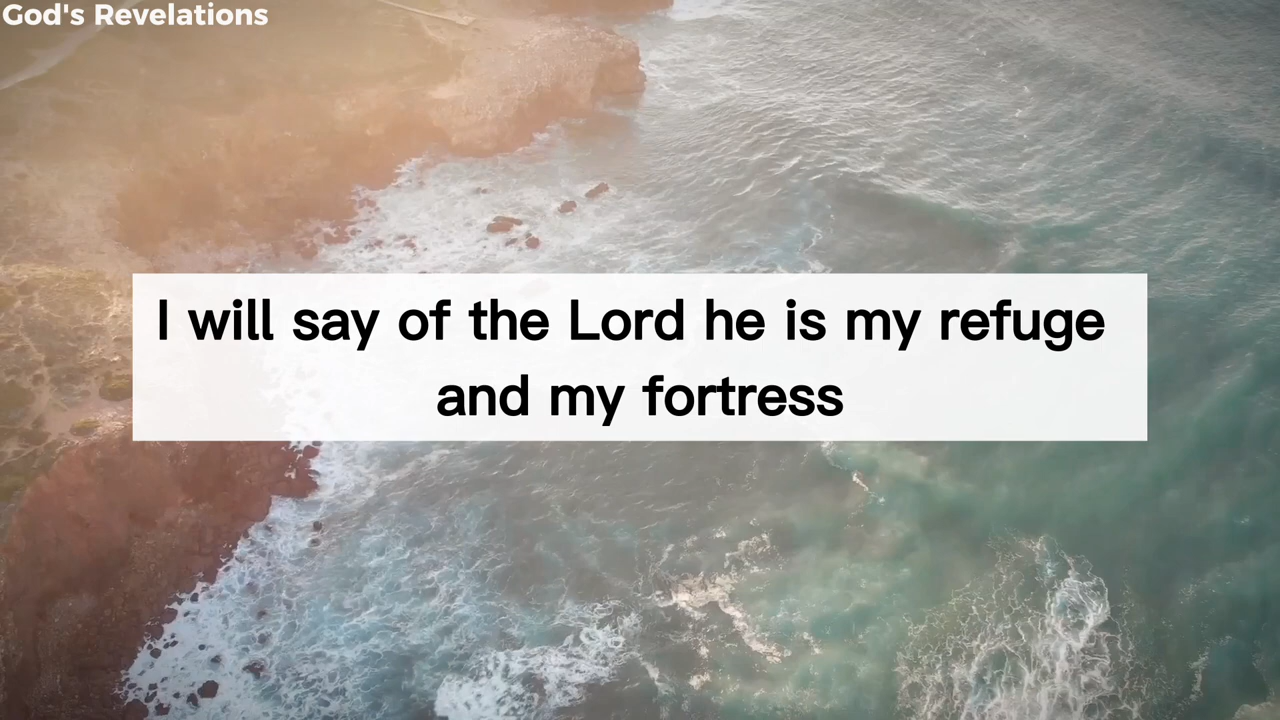 God's Revelations
I will say of the Lord he is my refuge
and my fortress